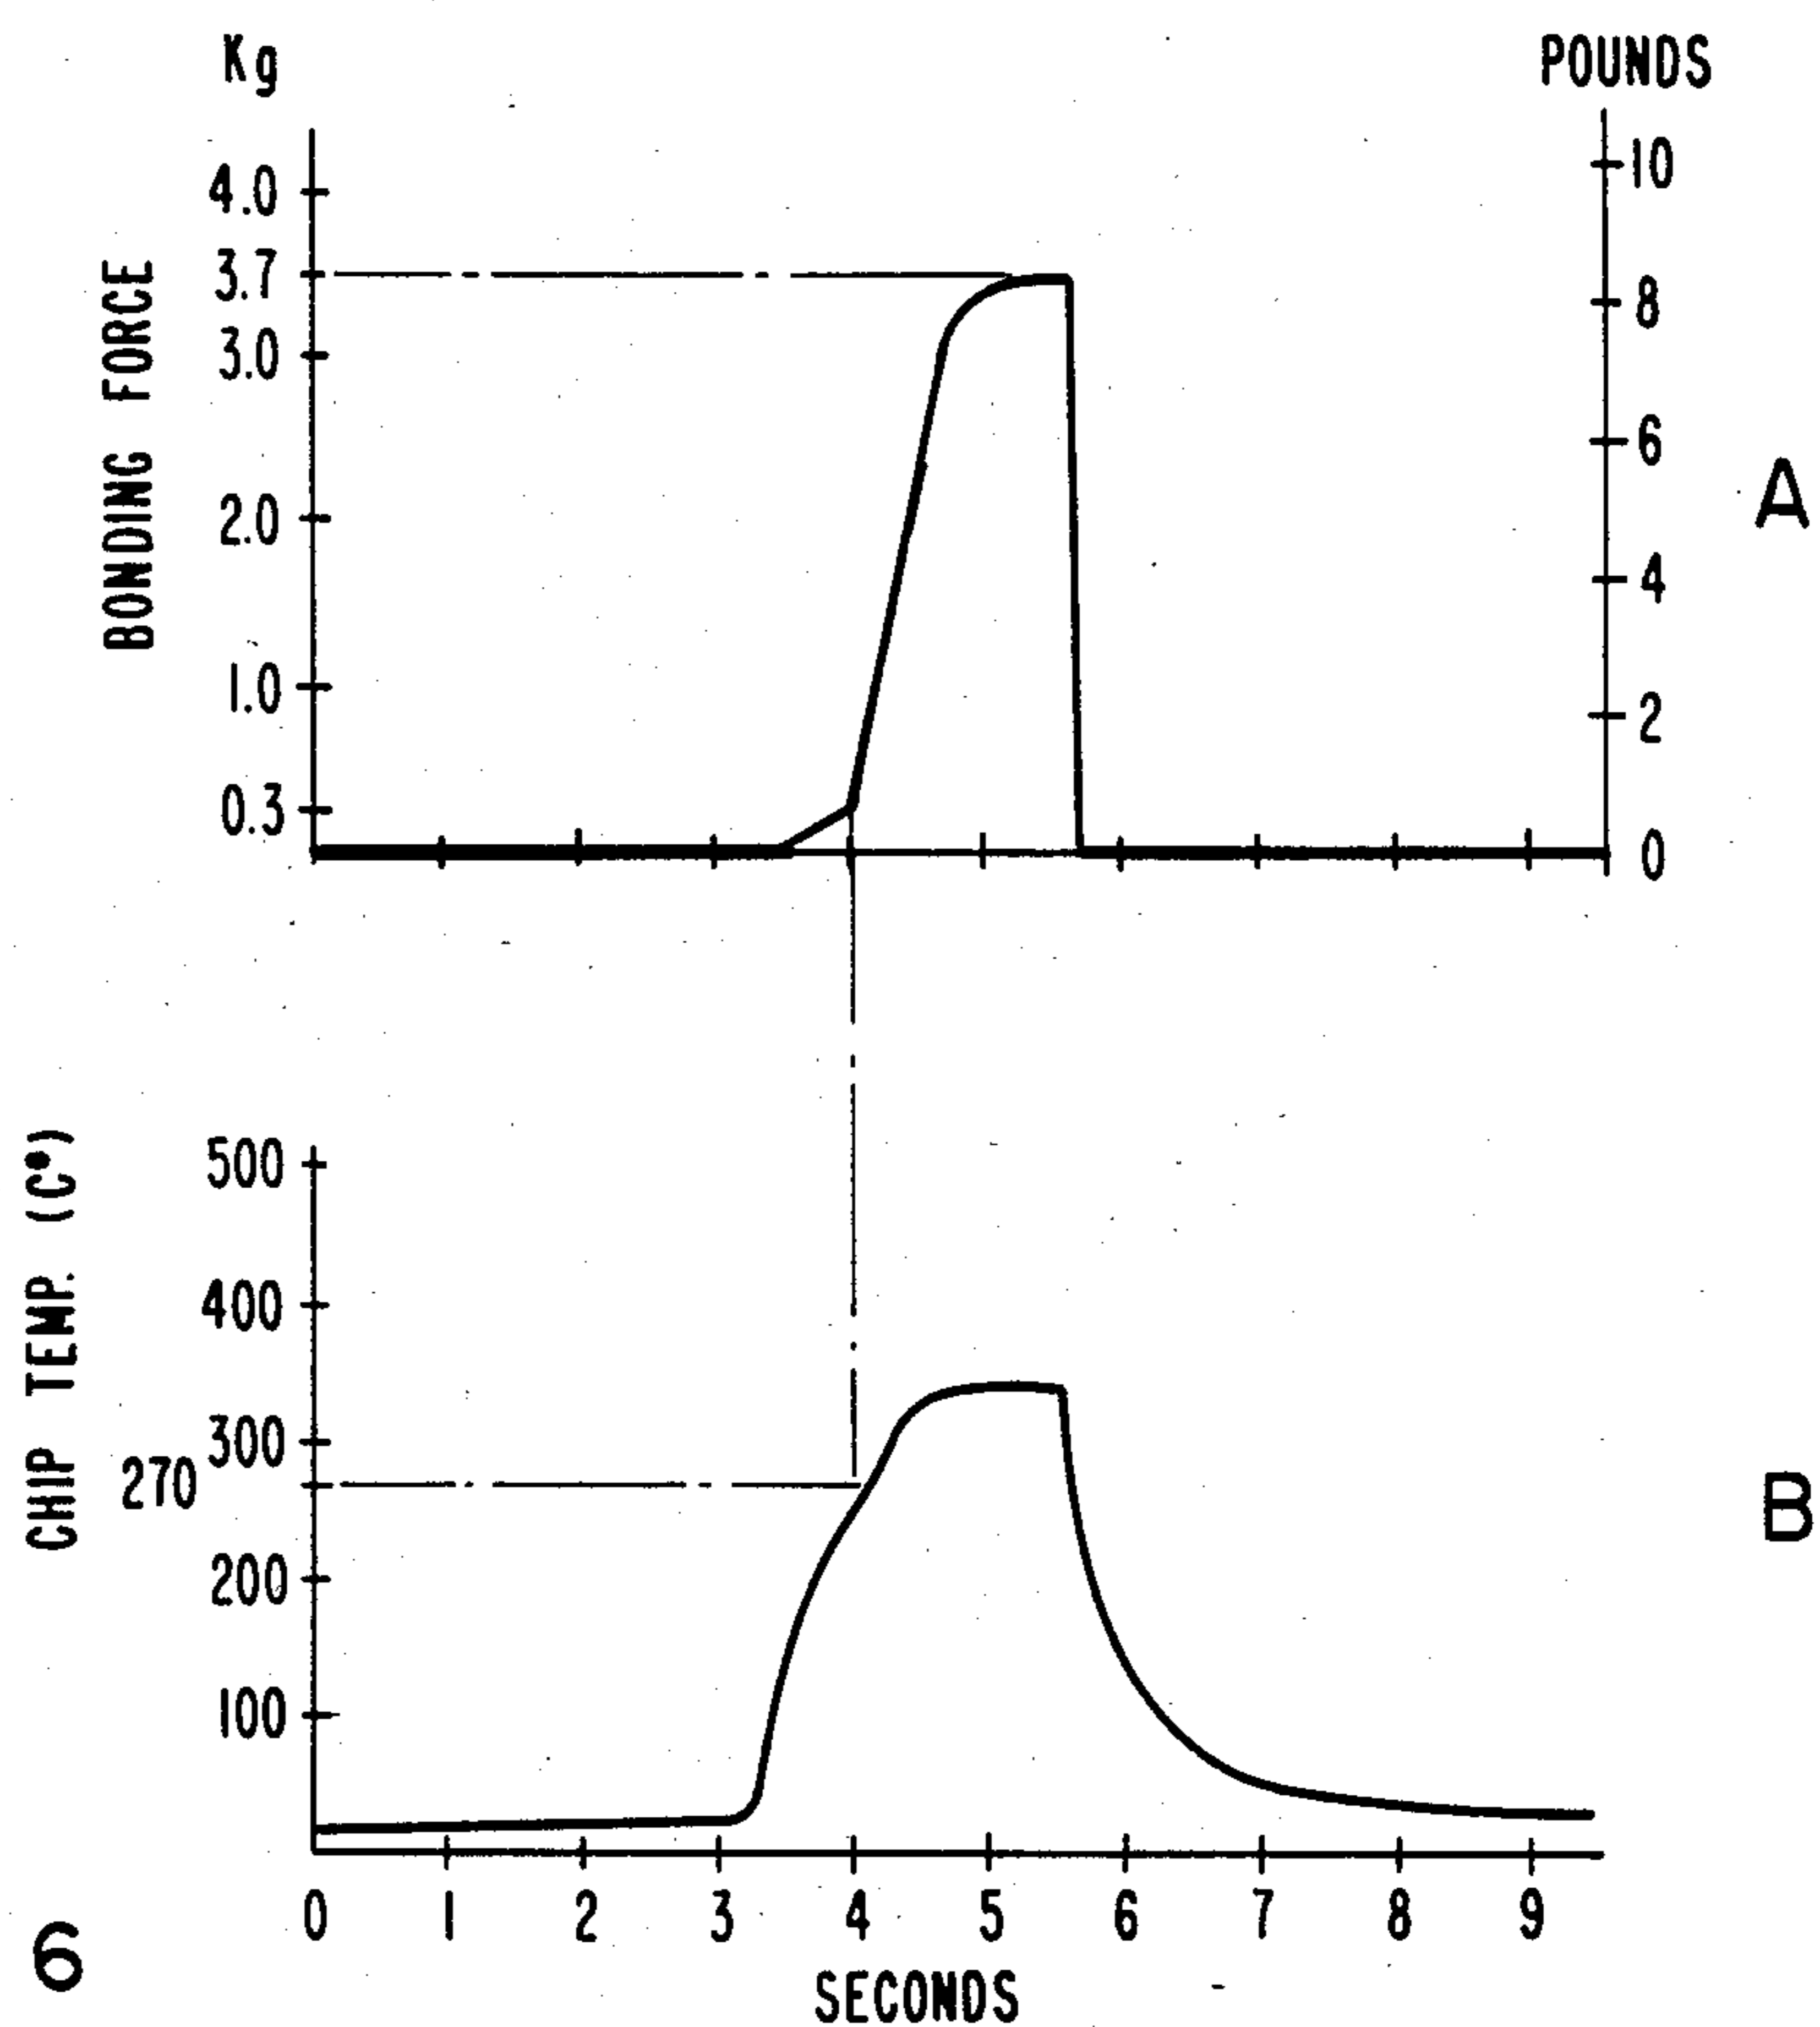 Kg
POUNDS
BONDING FORCE
4.0
3.7
3.0
2.0
1.0
0.3
10
8
6
4
2
0
A
CHIP TEMP. (C°)
500
400
300
270
200
100
B
0 1 2 3 4 5 6 7 8 9
SECONDS
6